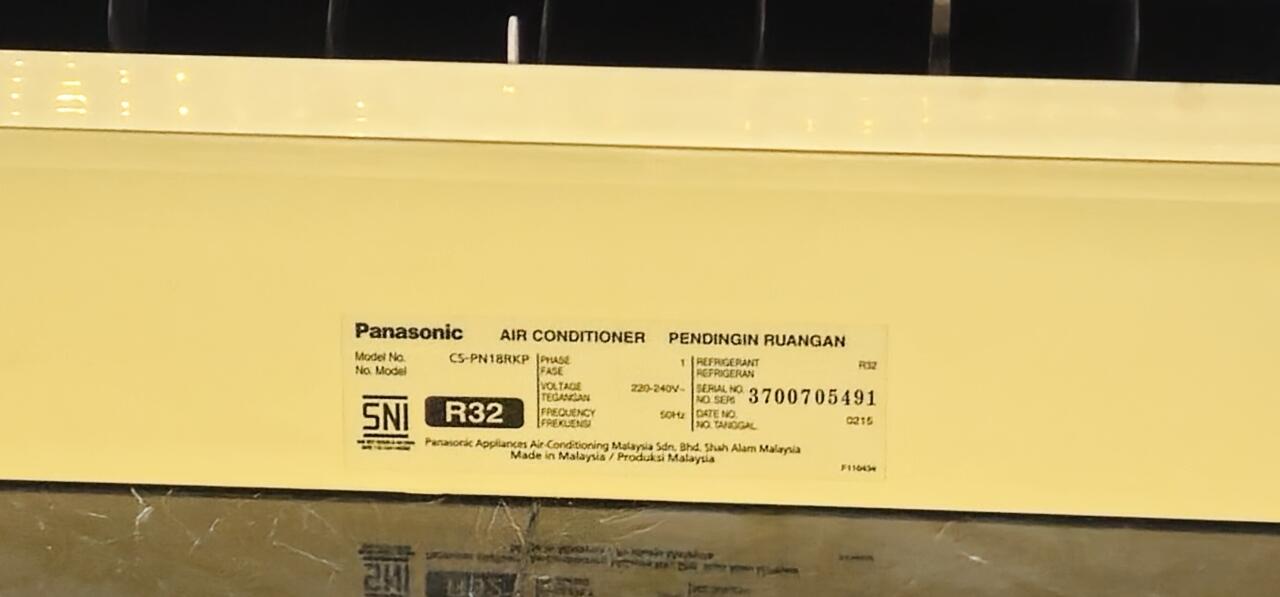 Panasonic AIR CONDITIONER PENDINGIN RUANGAN
Model No. CS-PN18RKP
No. Model
PHASE 1
FASE
VOLTAGE 220-240V~
TEGANGAN
FREQUENCY 50Hz
FREKUENSI
REFRIGERANT R32
REFRIGERAN
SERIAL NO. 3700705491
NO. SERI
DATE NO. 0215
NO. TANGGAL
SNI
R32
Panasonic Appliances Air-Conditioning Malaysia Sdn. Bhd. Shah Alam Malaysia
Made in Malaysia / Produksi Malaysia